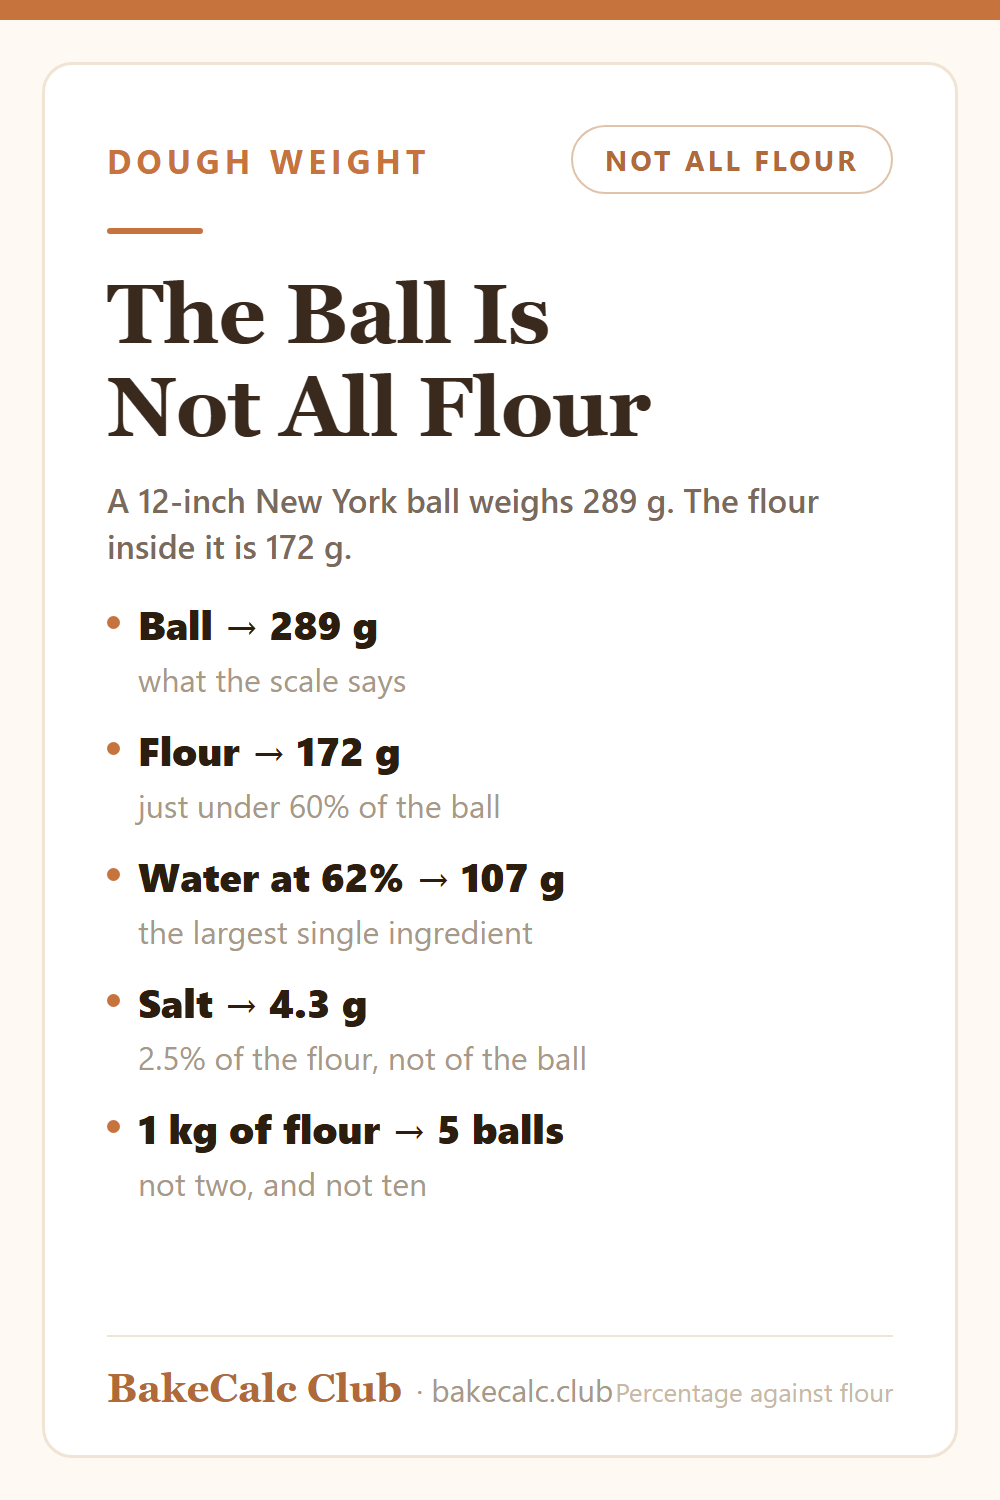 DOUGH WEIGHT
NOT ALL FLOUR
The Ball Is
Not All Flour
A 12-inch New York ball weighs 289 g. The flour
inside it is 172 g.
Ball → 289 g
what the scale says
Flour → 172 g
just under 60% of the ball
Water at 62% → 107 g
the largest single ingredient
Salt → 4.3 g
2.5% of the flour, not of the ball
1 kg of flour → 5 balls
not two, and not ten
BakeCalc Club · bakecalc.club
Percentage against flour